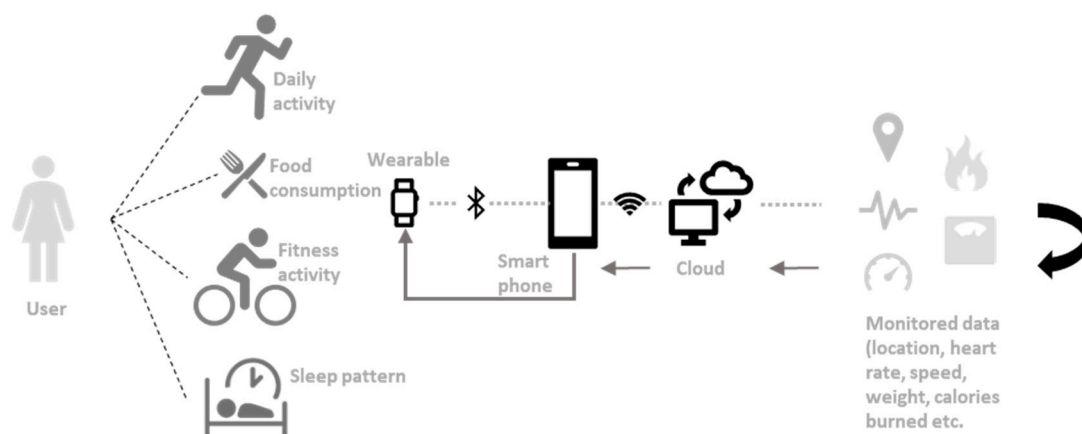 Daily
activity
Food
consumption
Wearable
Fitness
activity
User
Smart
phone
Cloud
Sleep pattern
Monitored data
(location, heart
rate, speed,
weight, calories
burned etc.